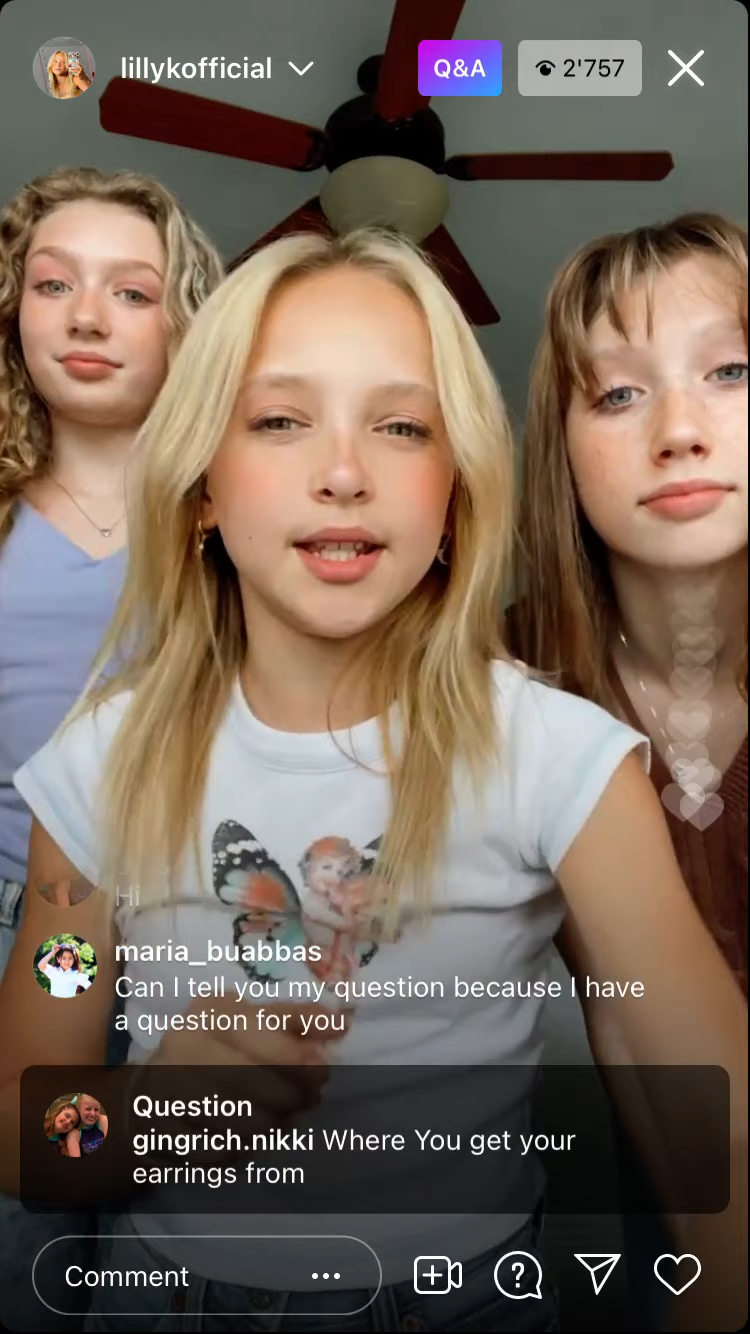 lillykofficial
Q&A
2'757
Hi
maria_buabbas
Can I tell you my question because I have
a question for you
Question
gingrich.nikki Where You get your
earrings from
Comment